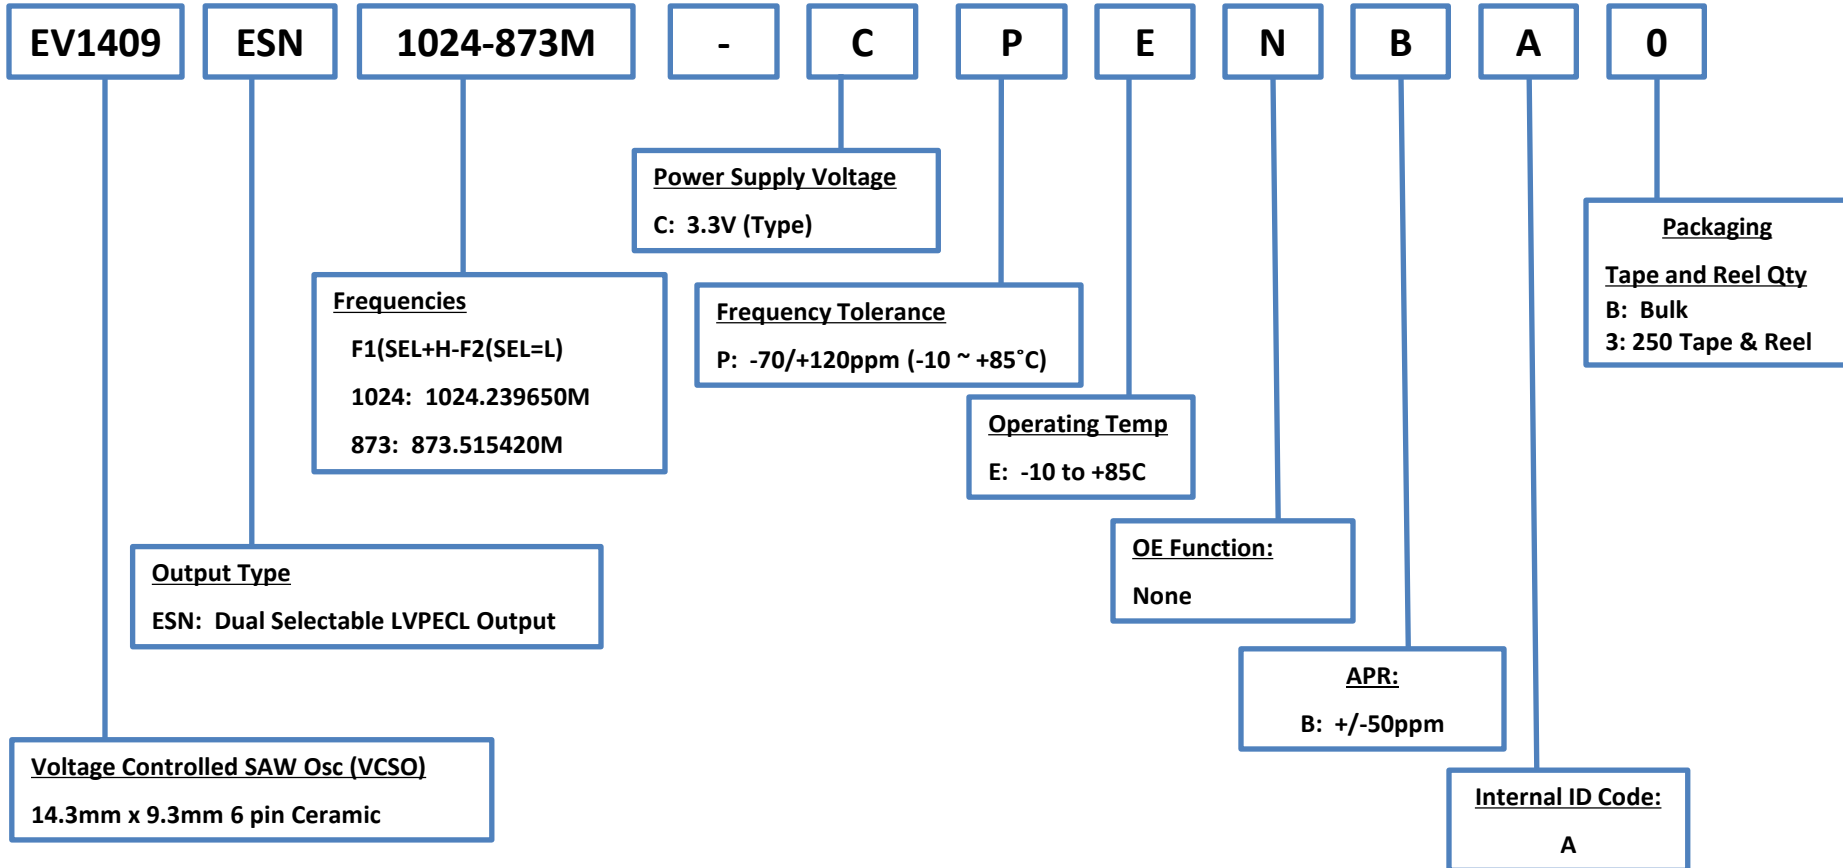 EV1409 ESN 1024-873M - C P E N B A 0
Power Supply Voltage
C: 3.3V (Type)
Packaging
Tape and Reel Qty
B: Bulk
3: 250 Tape & Reel
Frequencies
F1(SEL+H-F2(SEL=L)
1024: 1024.239650M
873: 873.515420M
Frequency Tolerance
P: -70/+120ppm (-10 ~ +85˚C)
Operating Temp
E: -10 to +85C
OE Function:
None
Output Type
ESN: Dual Selectable LVPECL Output
APR:
B: +/-50ppm
Voltage Controlled SAW Osc (VCSO)
14.3mm x 9.3mm 6 pin Ceramic
Internal ID Code:
A